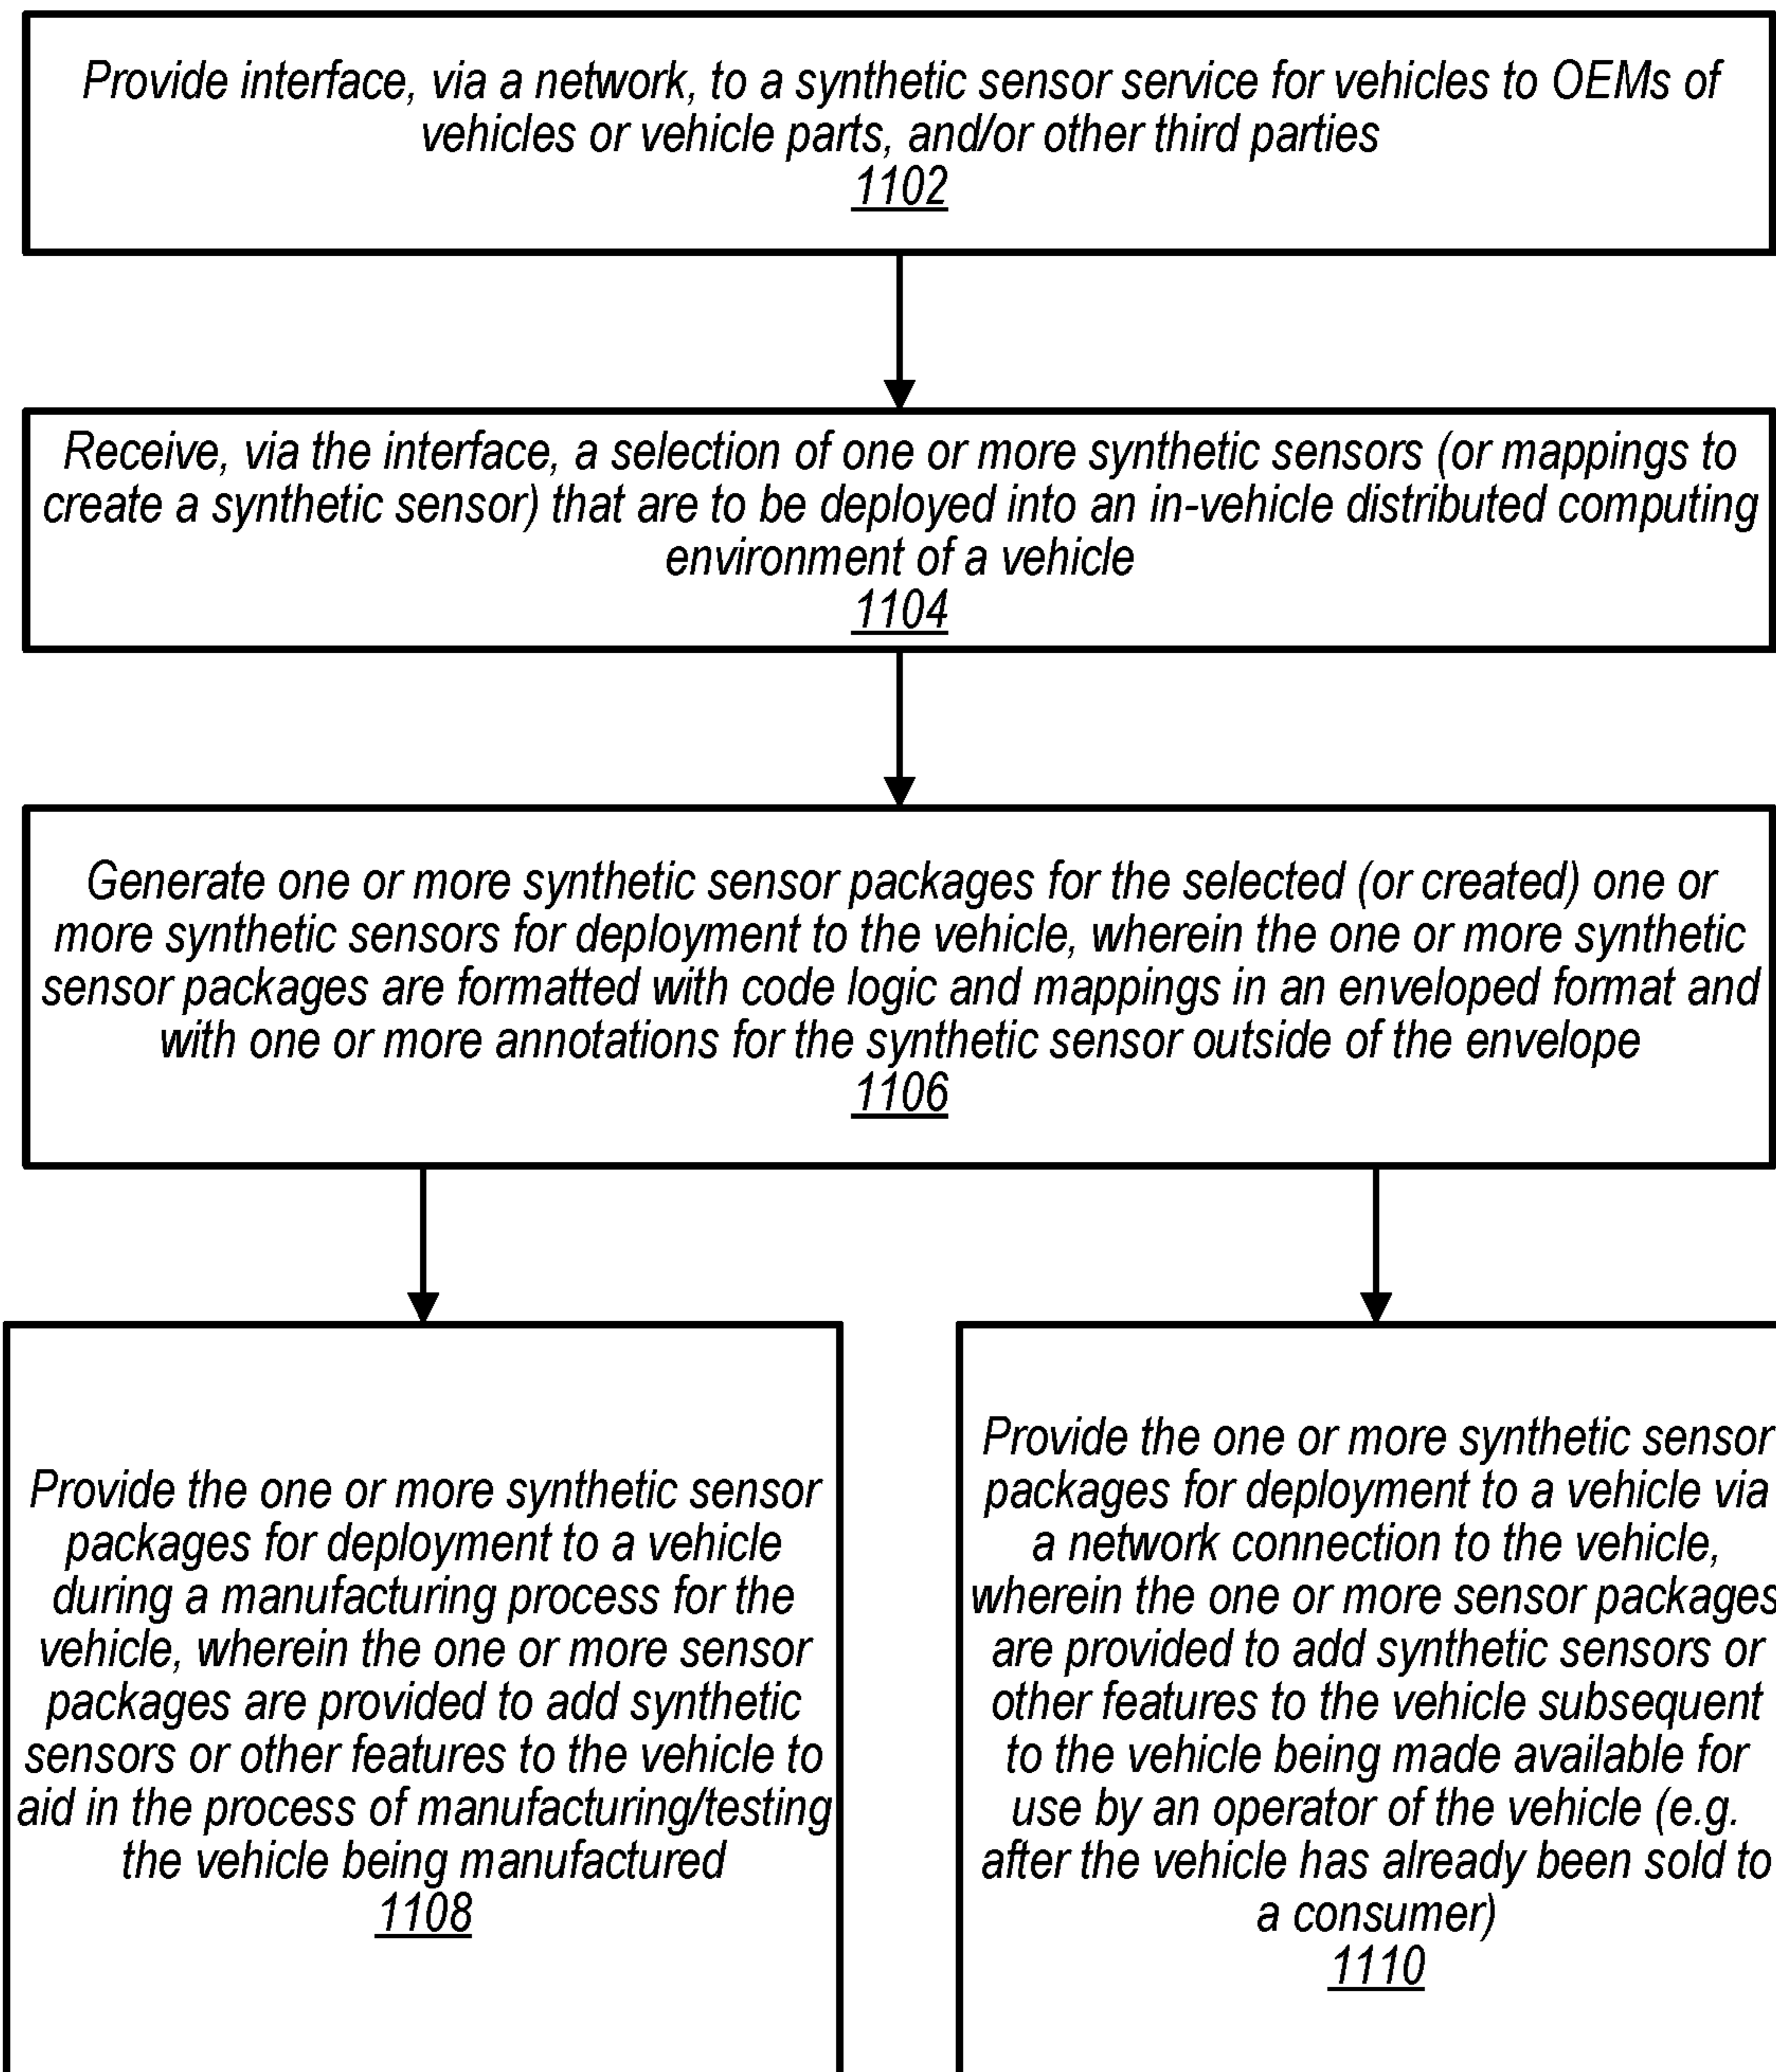 Provide interface, via a network, to a synthetic sensor service for vehicles to OEMs of
vehicles or vehicle parts, and/or other third parties
1102
Receive, via the interface, a selection of one or more synthetic sensors (or mappings to
create a synthetic sensor) that are to be deployed into an in-vehicle distributed computing
environment of a vehicle
1104
Generate one or more synthetic sensor packages for the selected (or created) one or
more synthetic sensors for deployment to the vehicle, wherein the one or more synthetic
sensor packages are formatted with code logic and mappings in an enveloped format and
with one or more annotations for the synthetic sensor outside of the envelope
1106
Provide the one or more synthetic sensor
packages for deployment to a vehicle
during a manufacturing process for the
vehicle, wherein the one or more sensor
packages are provided to add synthetic
sensors or other features to the vehicle to
aid in the process of manufacturing/testing
the vehicle being manufactured
1108
Provide the one or more synthetic sensor
packages for deployment to a vehicle via
a network connection to the vehicle,
wherein the one or more sensor packages
are provided to add synthetic sensors or
other features to the vehicle subsequent
to the vehicle being made available for
use by an operator of the vehicle (e.g.
after the vehicle has already been sold to
a consumer)
1110